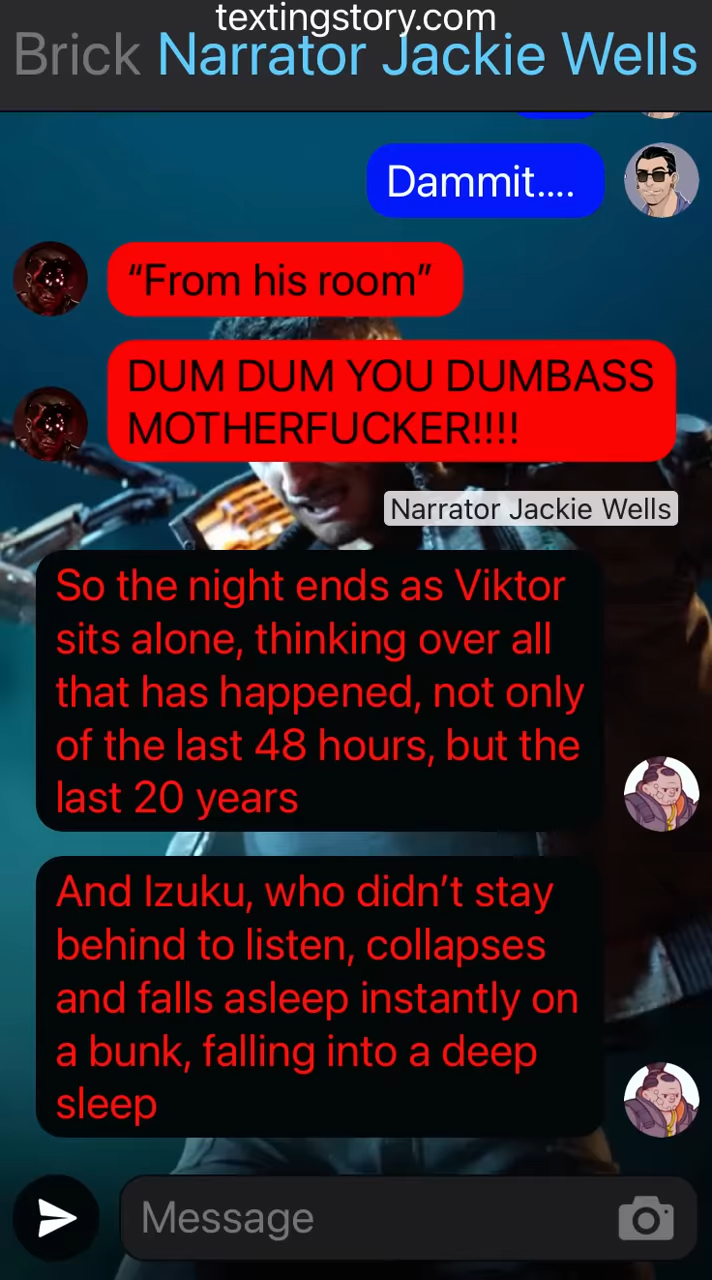 textingstory.com
Brick Narrator Jackie Wells
Dammit....
“From his room”
DUM DUM YOU DUMBASS
MOTHERFUCKER!!!!
Narrator Jackie Wells
So the night ends as Viktor
sits alone, thinking over all
that has happened, not only
of the last 48 hours, but the
last 20 years
And Izuku, who didn’t stay
behind to listen, collapses
and falls asleep instantly on
a bunk, falling into a deep
sleep
Message